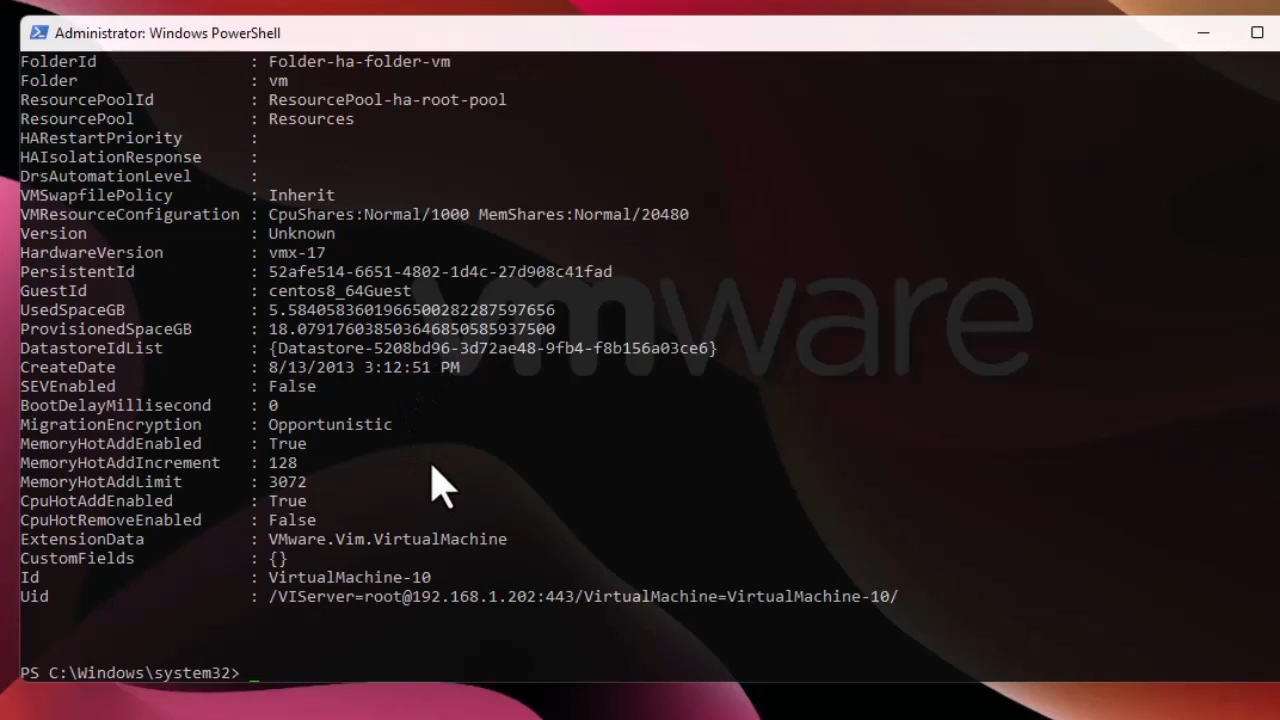 Administrator: Windows PowerShell
FolderId : Folder-ha-folder-vm
Folder : vm
ResourcePoolId : ResourcePool-ha-root-pool
ResourcePool : Resources
HARestartPriority :
HAIsolationResponse :
DrsAutomationLevel :
VMSwapfilePolicy : Inherit
VMResourceConfiguration : CpuShares:Normal/1000 MemShares:Normal/20480
Version : Unknown
HardwareVersion : vmx-17
PersistentId : 52afe514-6651-4802-1d4c-27d908c41fad
GuestId : centos8_64Guest
UsedSpaceGB : 5.5840583601966500282287597656
ProvisionedSpaceGB : 18.079176038503646850585937500
DatastoreIdList : {Datastore-5208bd96-3d72ae48-9fb4-f8b156a03ce6}
CreateDate : 8/13/2013 3:12:51 PM
SEVEnabled : False
BootDelayMillisecond : 0
MigrationEncryption : Opportunistic
MemoryHotAddEnabled : True
MemoryHotAddIncrement : 128
MemoryHotAddLimit : 3072
CpuHotAddEnabled : True
CpuHotRemoveEnabled : False
ExtensionData : VMware.Vim.VirtualMachine
CustomFields : {}
Id : VirtualMachine-10
Uid : /VIServer=root@192.168.1.202:443/VirtualMachine=VirtualMachine-10/
PS C:\Windows\system32> _
vmware